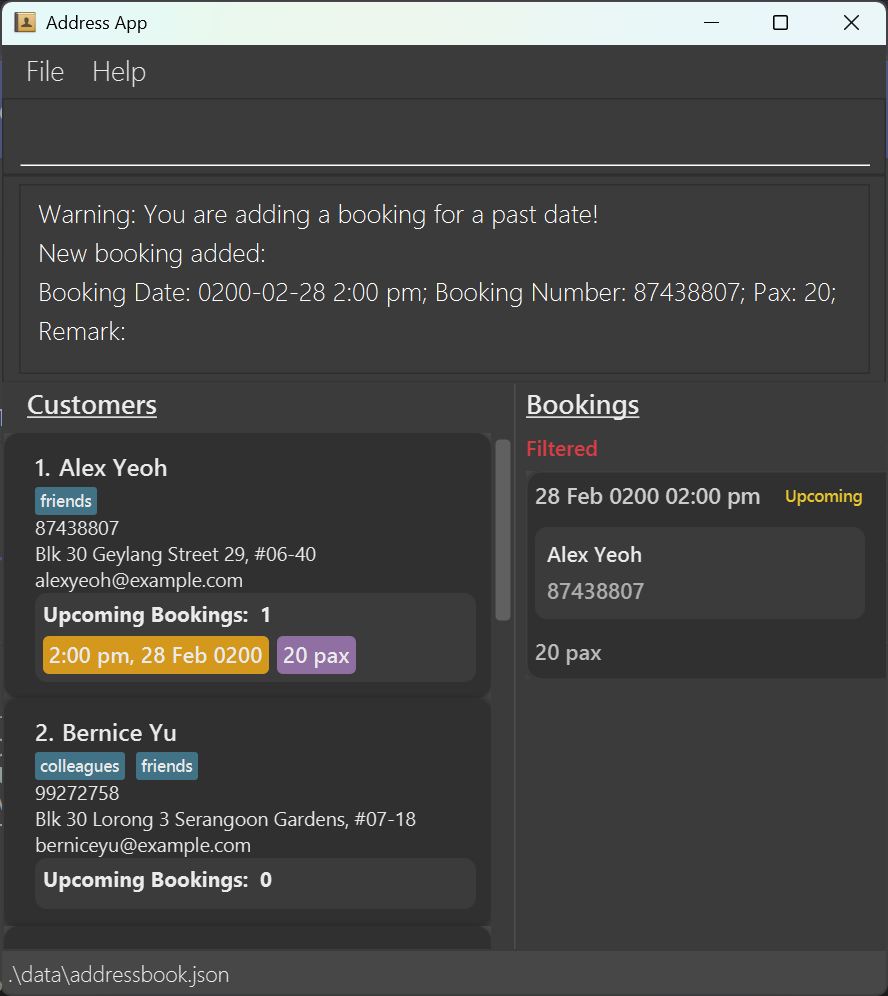 Address App
File Help
Warning: You are adding a booking for a past date!
New booking added:
Booking Date: 0200-02-28 2:00 pm; Booking Number: 87438807; Pax: 20;
Remark:
Customers
1. Alex Yeoh
friends
87438807
Blk 30 Geylang Street 29, #06-40
alexyeoh@example.com
Upcoming Bookings: 1
2:00 pm, 28 Feb 0200 20 pax
2. Bernice Yu
colleagues friends
99272758
Blk 30 Lorong 3 Serangoon Gardens, #07-18
berniceyu@example.com
Upcoming Bookings: 0
Bookings
Filtered
28 Feb 0200 02:00 pm Upcoming
Alex Yeoh
87438807
20 pax
.\data\addressbook.json